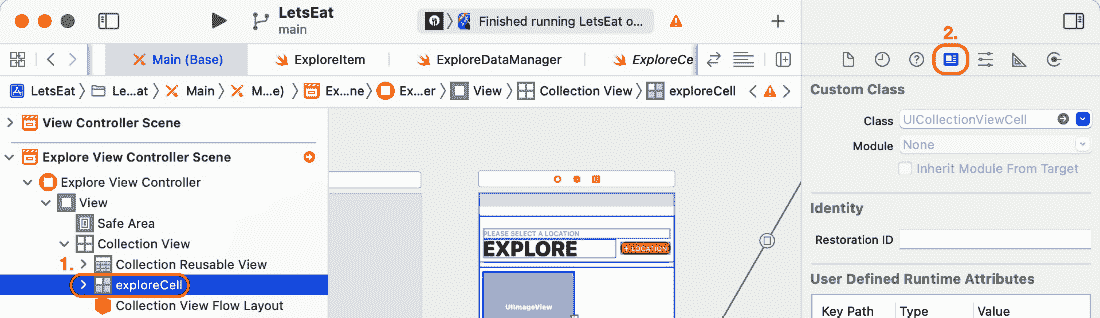 LetsEat
main
Finished running LetsEat o...
2.
Main (Base)
ExploreItem
ExploreDataManager
ExploreCe
LetsEat
Le...at
Main
M...e)
Ex...ne
Ex...er
View
Collection View
exploreCell
View Controller Scene
Explore View Controller Scene
Explore View Controller
View
Safe Area
Collection View
1.
Collection Reusable View
exploreCell
Collection View Flow Layout
PLEASE SELECT A LOCATION
EXPLORE
+ LOCATION
UIImageView
Custom Class
Class
UICollectionViewCell
Module
None
Inherit Module From Target
Identity
Restoration ID
User Defined Runtime Attributes
Key Path Type Value